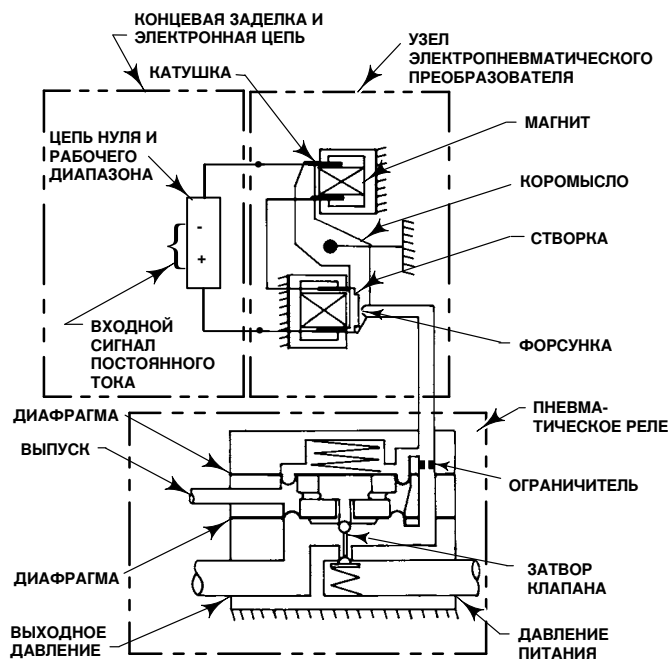 КОНЦЕВАЯ ЗАДЕЛКА И
ЭЛЕКТРОННАЯ ЦЕПЬ
УЗЕЛ
ЭЛЕКТРОПНЕВМАТИЧЕСКОГО
ПРЕОБРАЗОВАТЕЛЯ
КАТУШКА
ЦЕПЬ НУЛЯ И
РАБОЧЕГО
ДИАПАЗОНА
МАГНИТ
КОРОМЫСЛО
СТВОРКА
-
+
ВХОДНОЙ
СИГНАЛ
ПОСТОЯННОГО
ТОКА
ФОРСУНКА
ДИАФРАГМА
ПНЕВМА-
ТИЧЕСКОЕ РЕЛЕ
ВЫПУСК
ОГРАНИЧИТЕЛЬ
ДИАФРАГМА
ЗАТВОР
КЛАПАНА
ВЫХОДНОЕ
ДАВЛЕНИЕ
ДАВЛЕНИЕ
ПИТАНИЯ